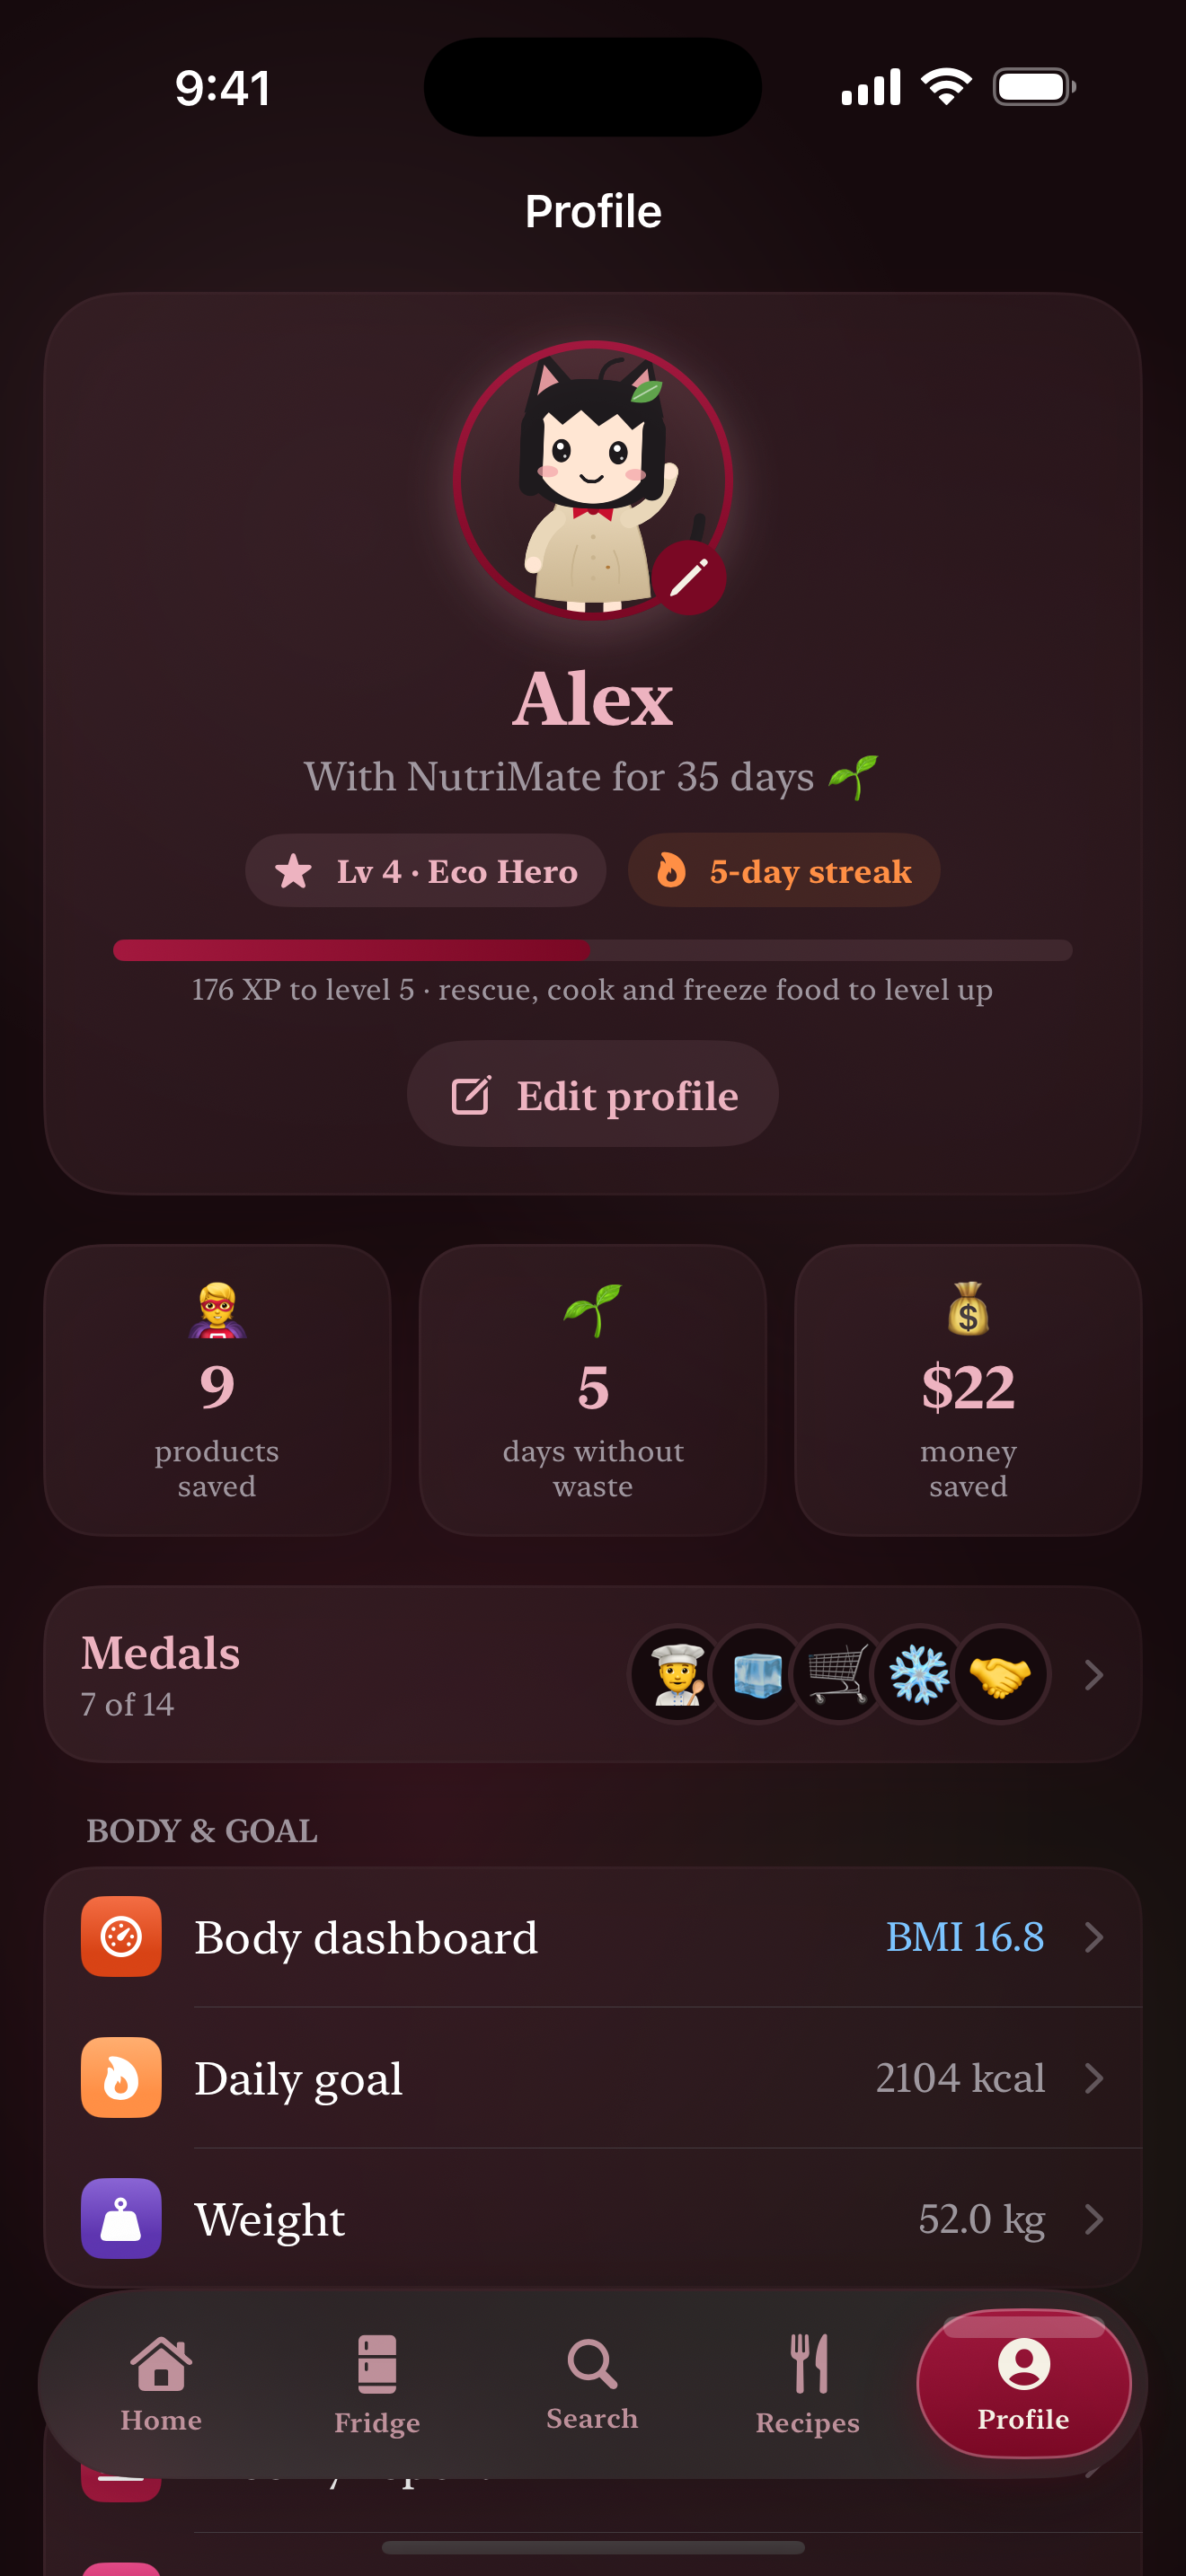 9:41
Profile
Alex
With NutriMate for 35 days 🌱
Lv 4 · Eco Hero
5-day streak
176 XP to level 5 · rescue, cook and freeze food to level up
Edit profile
9
products
saved
5
days without
waste
$22
money
saved
Medals
7 of 14
BODY & GOAL
Body dashboard
BMI 16.8
Daily goal
2104 kcal
Weight
52.0 kg
Home
Fridge
Search
Recipes
Profile